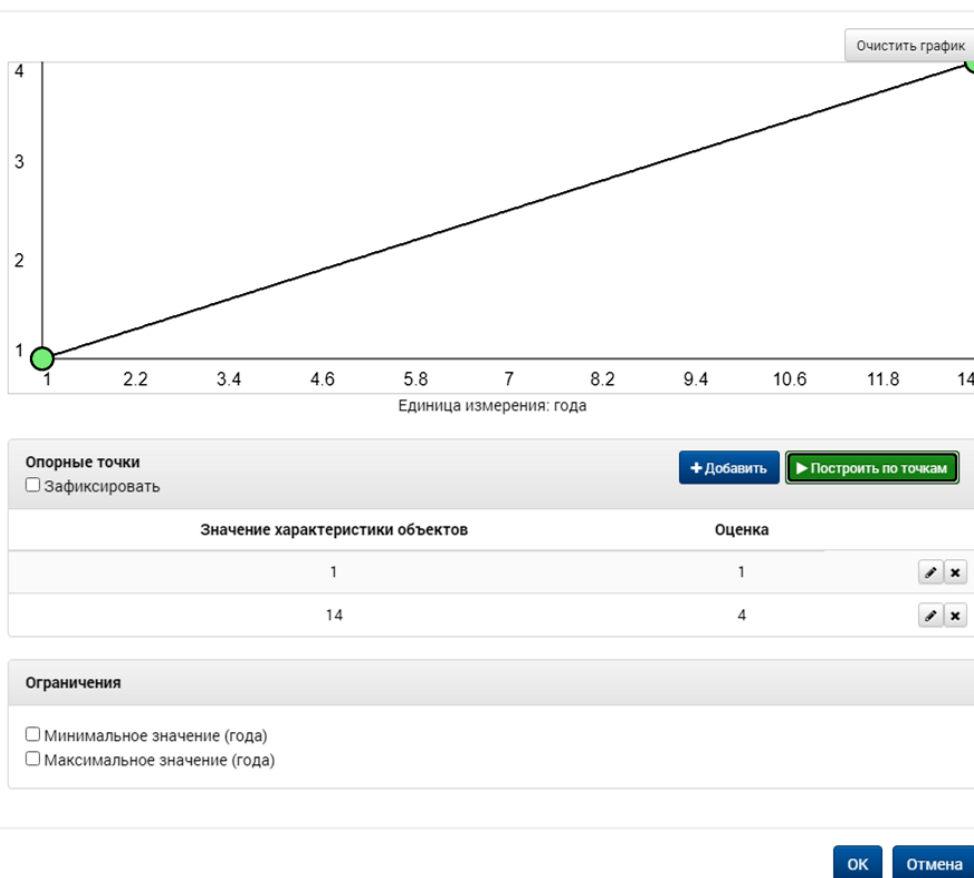 Очистить график
4
3
2
1
1 2.2 3.4 4.6 5.8 7 8.2 9.4 10.6 11.8 14
Единица измерения: года
Опорные точки
Зафиксировать
Добавить Построить по точкам
Значение характеристики объектов Оценка
1 1
14 4
Ограничения
Минимальное значение (года)
Максимальное значение (года)
ОК Отмена